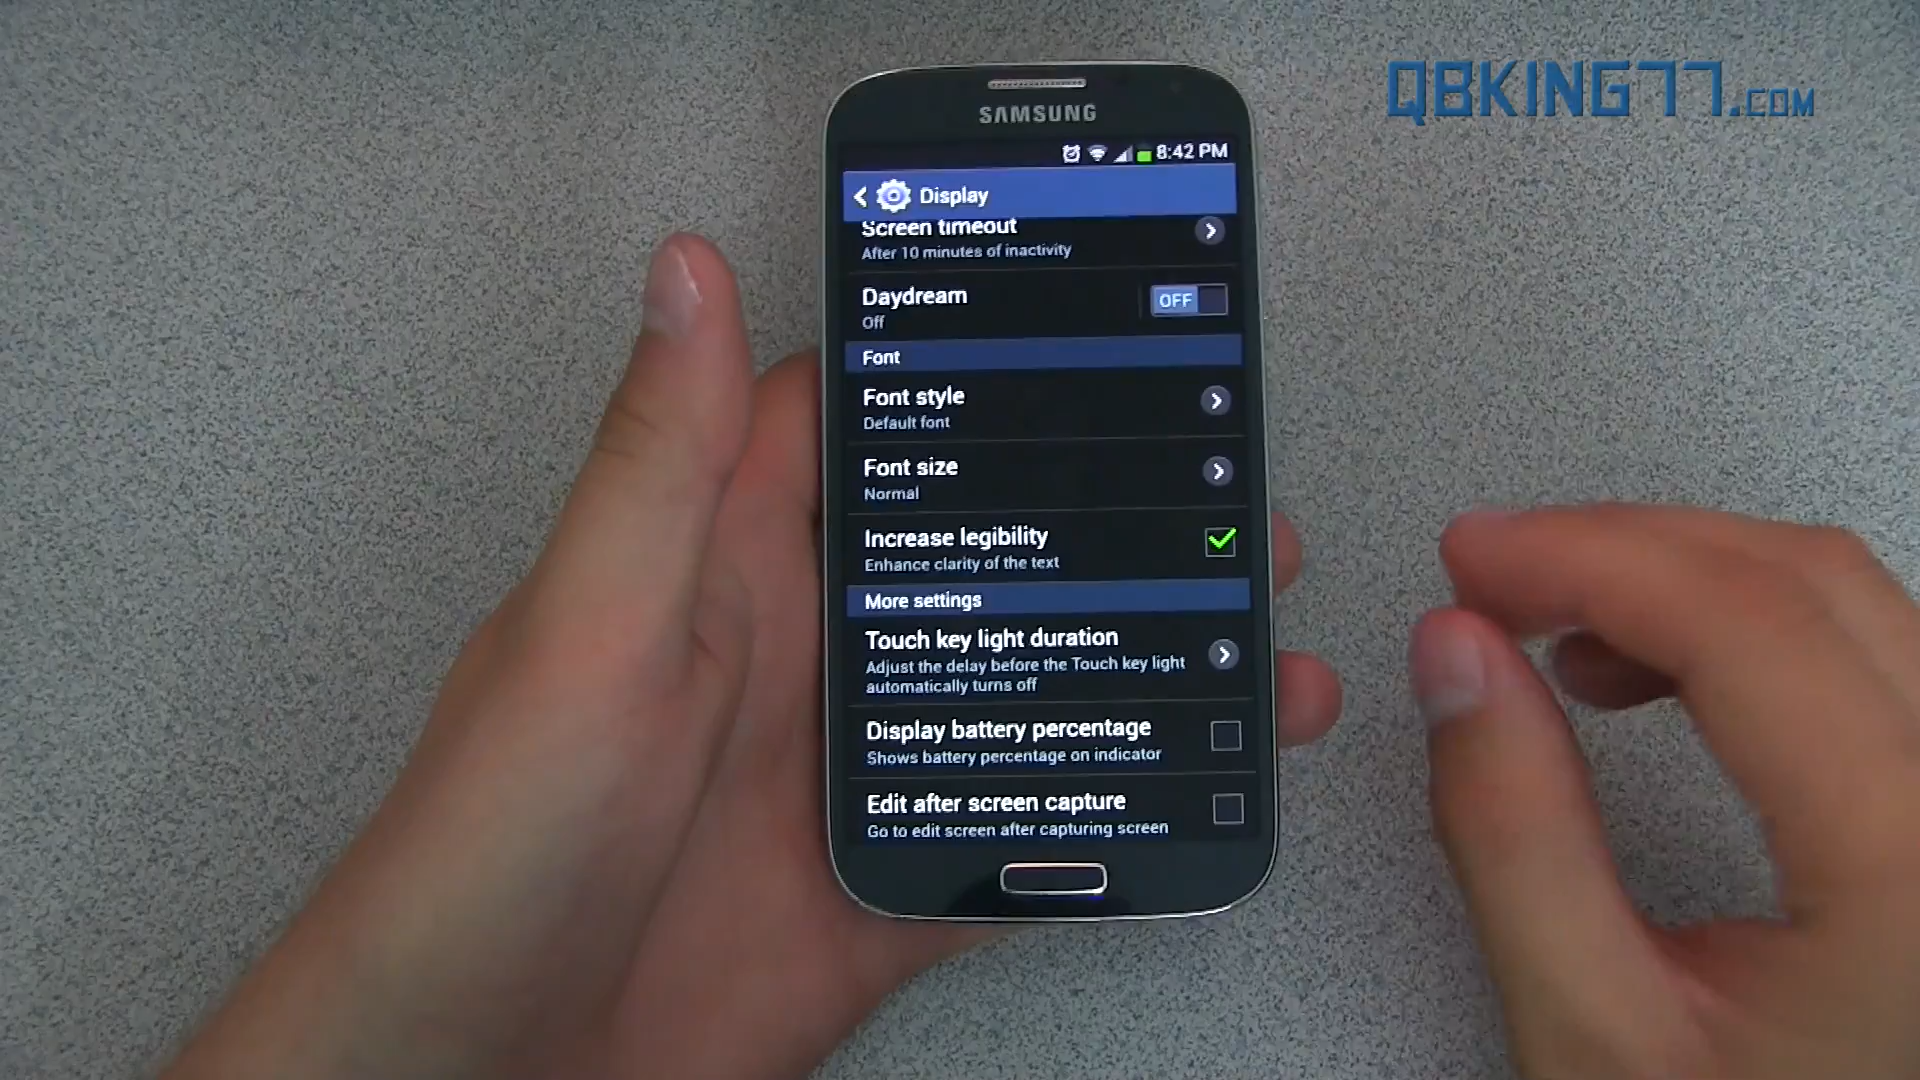 QBKING77.COM
SAMSUNG
8:42 PM
Display
Screen timeout
After 10 minutes of inactivity
Daydream
OFF
Off
Font
Font style
Default font
Font size
Normal
Increase legibility
Enhance clarity of the text
More settings
Touch key light duration
Adjust the delay before the Touch key light
automatically turns off
Display battery percentage
Shows battery percentage on indicator
Edit after screen capture
Go to edit screen after capturing screen